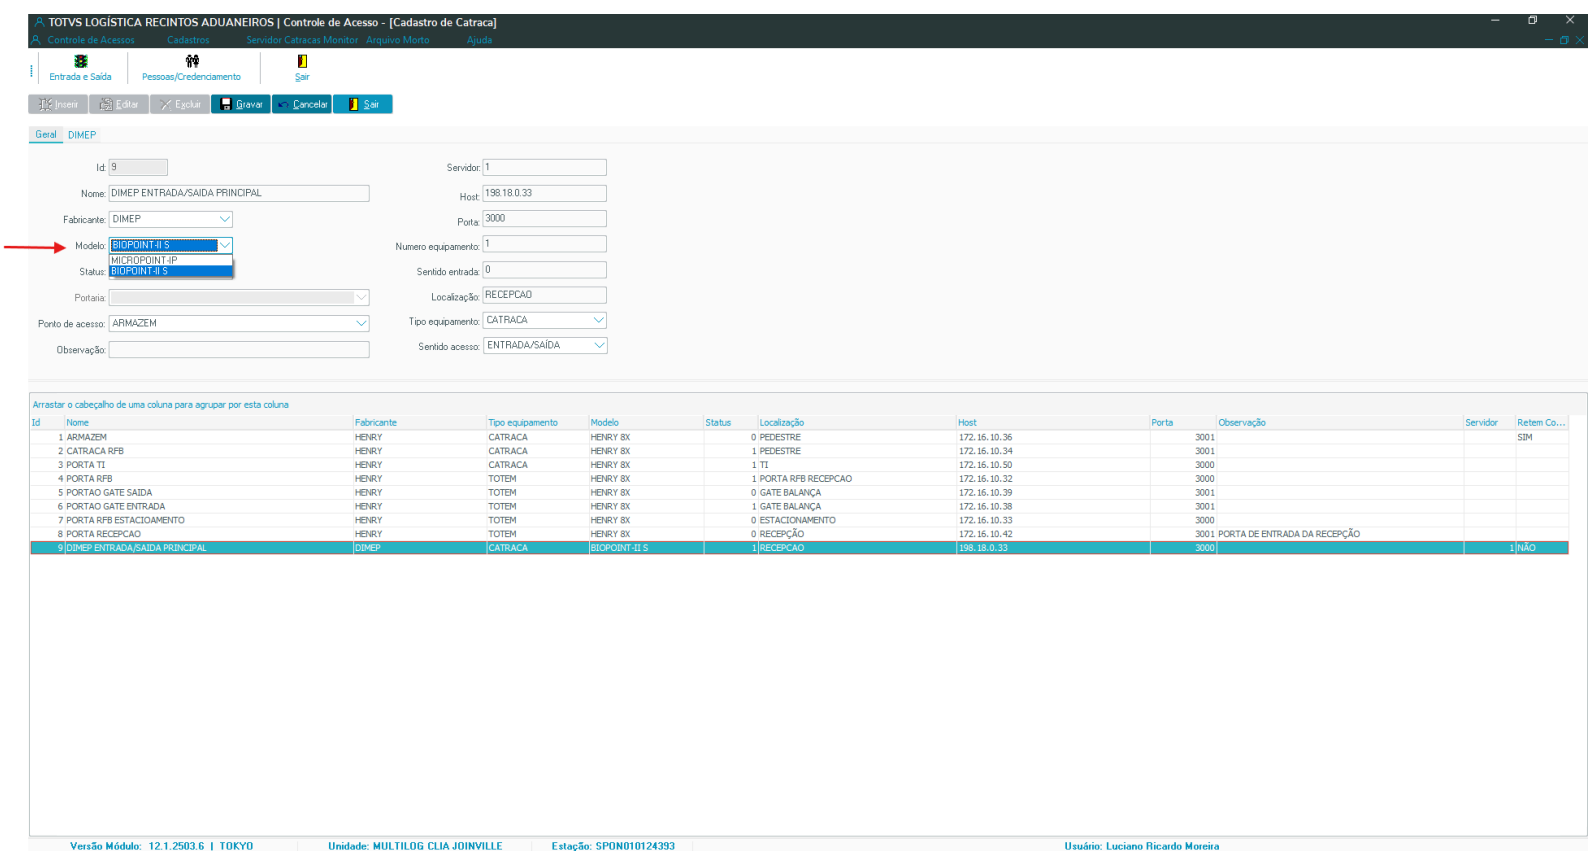 TOTVS LOGÍSTICA RECINTOS ADUANEIROS | Controle de Acesso - [Cadastro de Catraca]
Controle de Acessos Cadastros Servidor Catracas Monitor Arquivo Morto Ajuda
Entrada e Saída Pessoas/Credenciamento Sair
Inserir Editar Excluir Gravar Cancelar Sair
Geral DIMEP
Id: 9 Servidor: 1
Nome: DIMEP ENTRADA/SAIDA PRINCIPAL Host: 198.18.0.33
Fabricante: DIMEP Porta: 3000
Modelo: BIOPOINT-II S Numero equipamento: 1
MICROPOINT-IP
Status: BIOPOINT-II S Sentido entrada: 0
Portaria: Localização: RECEPCAO
Ponto de acesso: ARMAZEM Tipo equipamento: CATRACA
Observação: Sentido acesso: ENTRADA/SAÍDA
Arrastar o cabeçalho de uma coluna para agrupar por esta coluna
Id Nome Fabricante Tipo equipamento Modelo Status Localização Host Porta Observação Servidor Retem Co...
1 ARMAZEM HENRY CATRACA HENRY 8X 0 PEDESTRE 172.16.10.36 3001 SIM
2 CATRACA RFB HENRY CATRACA HENRY 8X 1 PEDESTRE 172.16.10.34 3001
3 PORTA TI HENRY CATRACA HENRY 8X 1 TI 172.16.10.50 3000
4 PORTA RFB HENRY TOTEM HENRY 8X 1 PORTA RFB RECEPCAO 172.16.10.32 3000
5 PORTAO GATE SAIDA HENRY TOTEM HENRY 8X 0 GATE BALANÇA 172.16.10.39 3001
6 PORTAO GATE ENTRADA HENRY TOTEM HENRY 8X 1 GATE BALANÇA 172.16.10.38 3001
7 PORTA RFB ESTACIOAMENTO HENRY TOTEM HENRY 8X 0 ESTACIONAMENTO 172.16.10.33 3000
8 PORTA RECEPCAO HENRY TOTEM HENRY 8X 0 RECEPÇÃO 172.16.10.42 3001 PORTA DE ENTRADA DA RECEPÇÃO
9 DIMEP ENTRADA/SAIDA PRINCIPAL DIMEP CATRACA BIOPOINT-II S 1 RECEPCAO 198.18.0.33 3000 1 NÃO
Versão Módulo: 12.1.2503.6 | TOKYO Unidade: MULTILOG CLIA JOINVILLE Estação: SPON010124393 Usuário: Luciano Ricardo Moreira